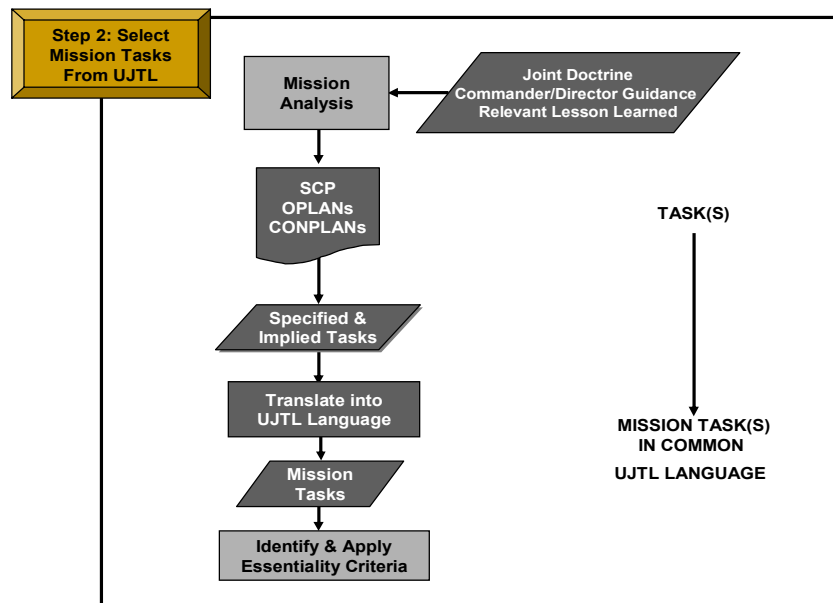 Step 2: Select
Mission Tasks
From UJTL
Mission
Analysis
Joint Doctrine
Commander/Director Guidance
Relevant Lesson Learned
SCP
OPLANs
CONPLANs
TASK(S)
Specified &
Implied Tasks
Translate into
UJTL Language
MISSION TASK(S)
IN COMMON
UJTL LANGUAGE
Mission
Tasks
Identify & Apply
Essentiality Criteria